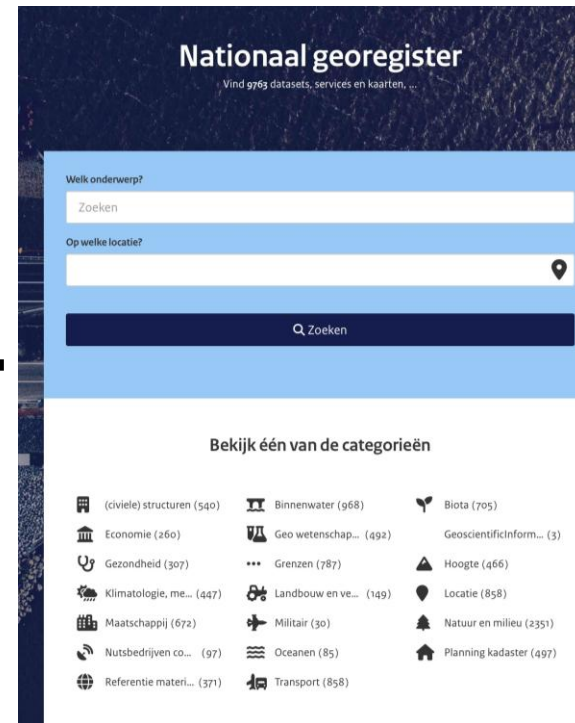 Nationaal georegister
Vind 9763 datasets, services en kaarten, ...
Welk onderwerp?
Zoeken
Op welke locatie?
Zoeken
Bekijk één van de categorieën
(civiele) structuren (540) Binnenwater (968) Biota (705)
Economie (260) Geo wetenschap... (492) GeoscientificInform... (3)
Gezondheid (307) Grenzen (787) Hoogte (466)
Klimatologie, me... (447) Landbouw en ve... (149) Locatie (858)
Maatschappij (672) Militair (30) Natuur en milieu (2351)
Nutsbedrijven co... (97) Oceanen (85) Planning kadaster (497)
Referentie materi... (371) Transport (858)